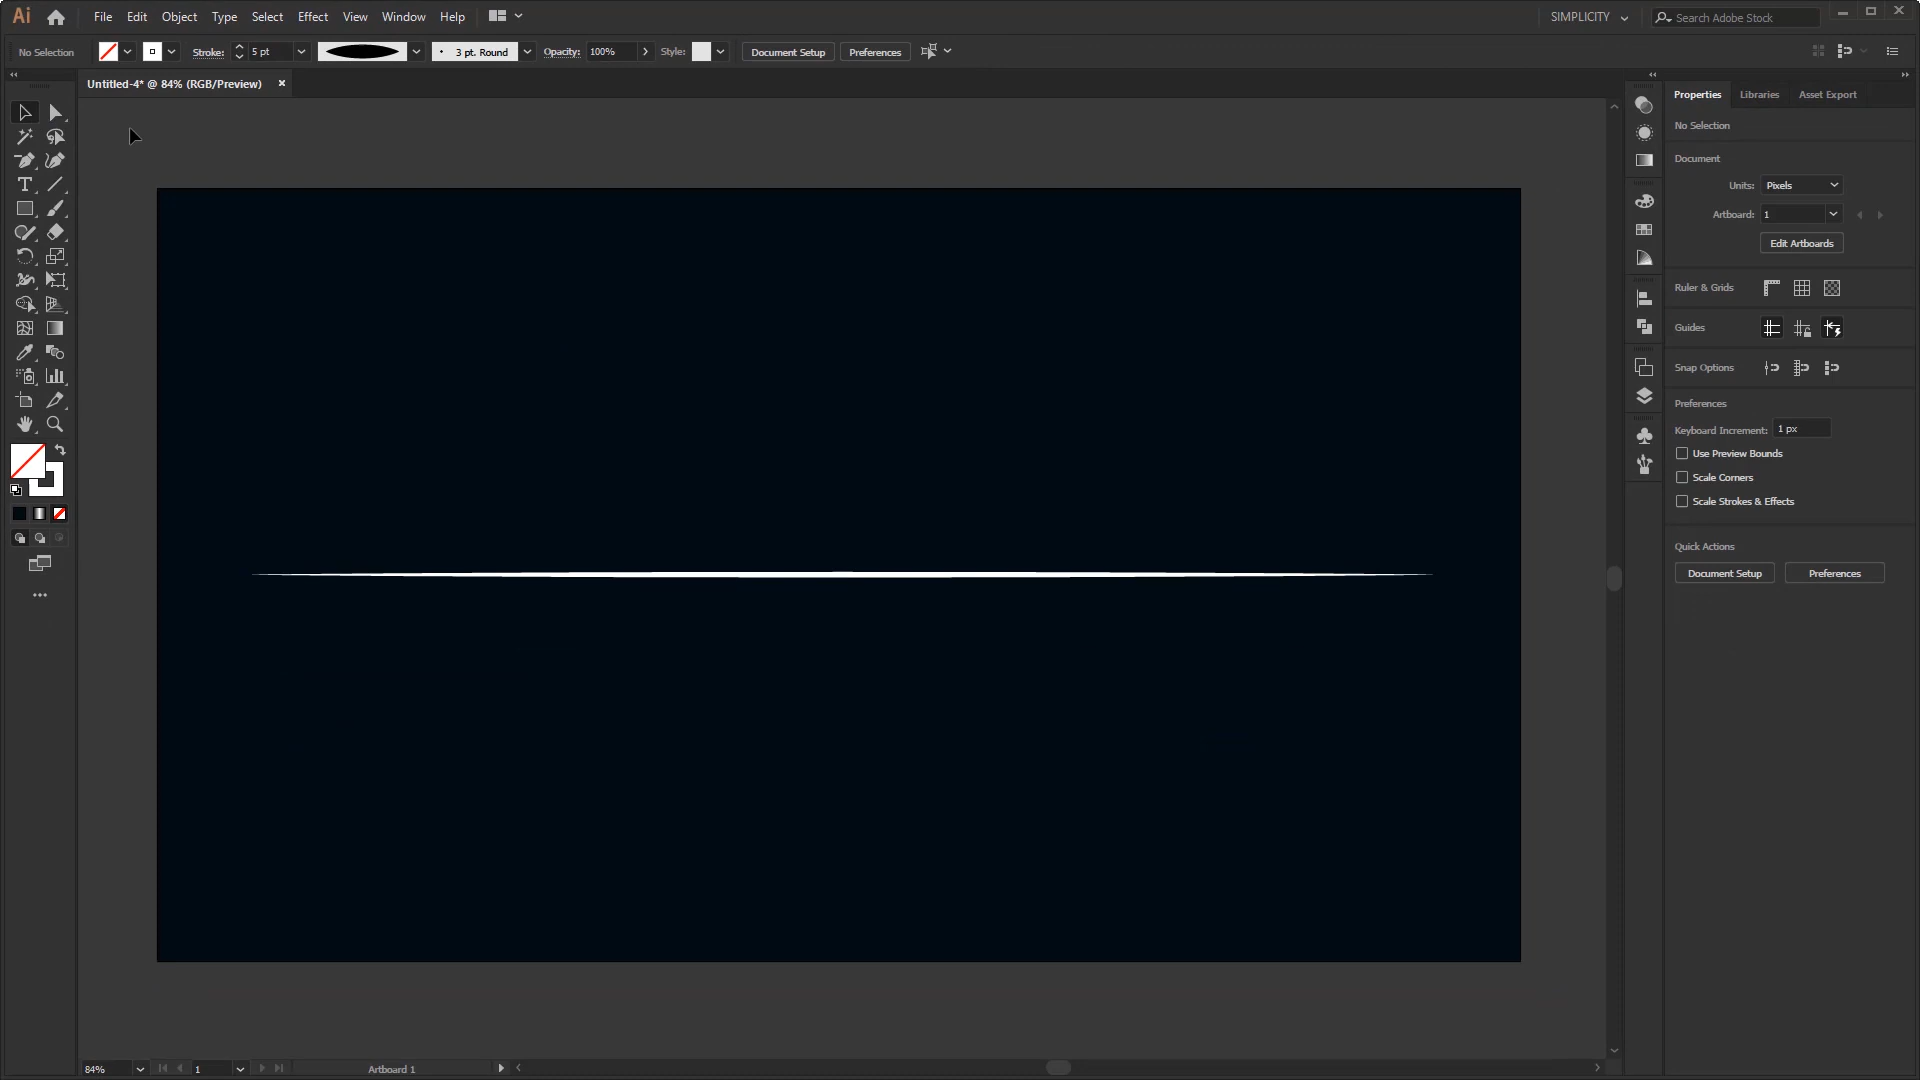 Ai File Edit Object Type Select Effect View Window Help SIMPLICITY Search Adobe Stock
No Selection Stroke: 5 pt 3 pt. Round Opacity: 100% Style: Document Setup Preferences
Untitled-4* @ 84% (RGB/Preview)
Properties Libraries Asset Export
No Selection
Document
Units: Pixels
Artboard: 1
Edit Artboards
Ruler & Grids
Guides
Snap Options
Preferences
Keyboard Increment: 1 px
Use Preview Bounds
Scale Corners
Scale Strokes & Effects
Quick Actions
Document Setup Preferences
84% 1 Artboard 1